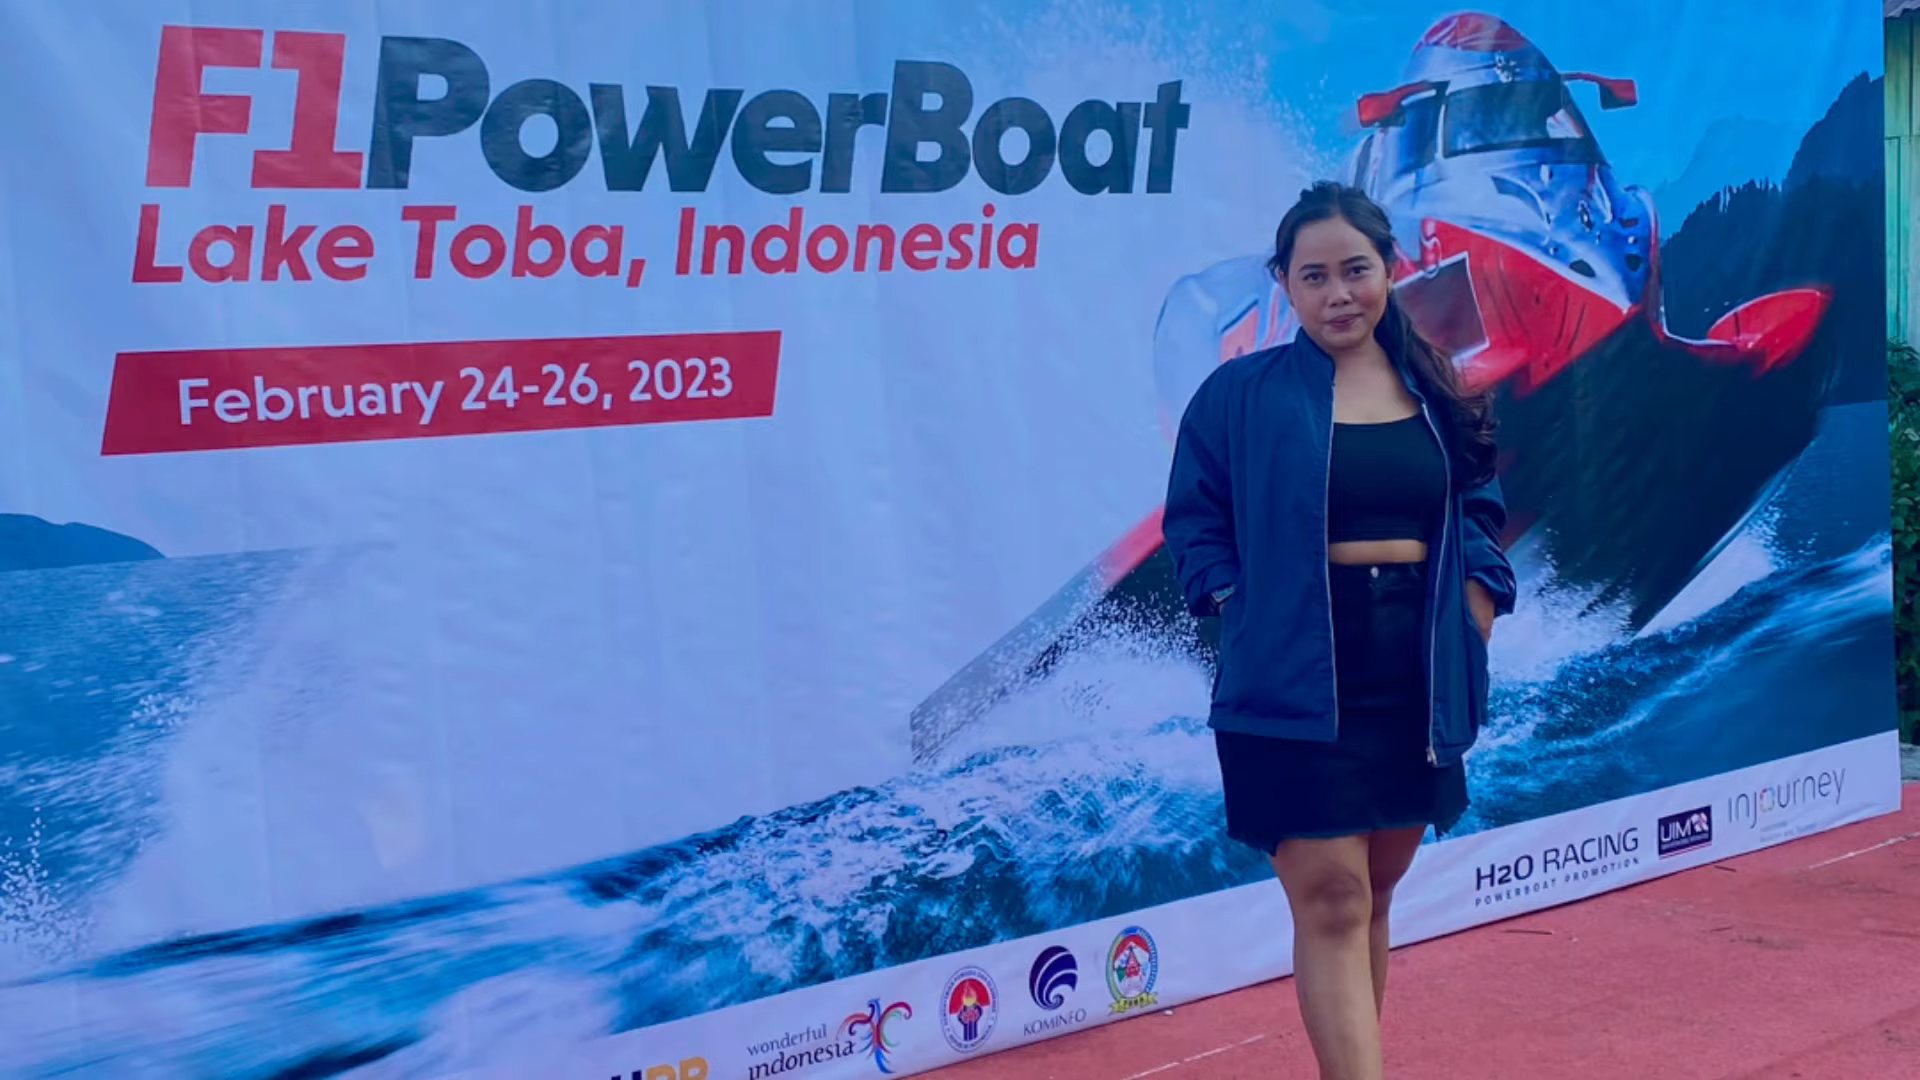 F1PowerBoat
Lake Toba, Indonesia
February 24-26, 2023
H2O RACING
POWERBOAT PROMOTION
UIM
injourney
wonderful
indonesia
KOMINFO